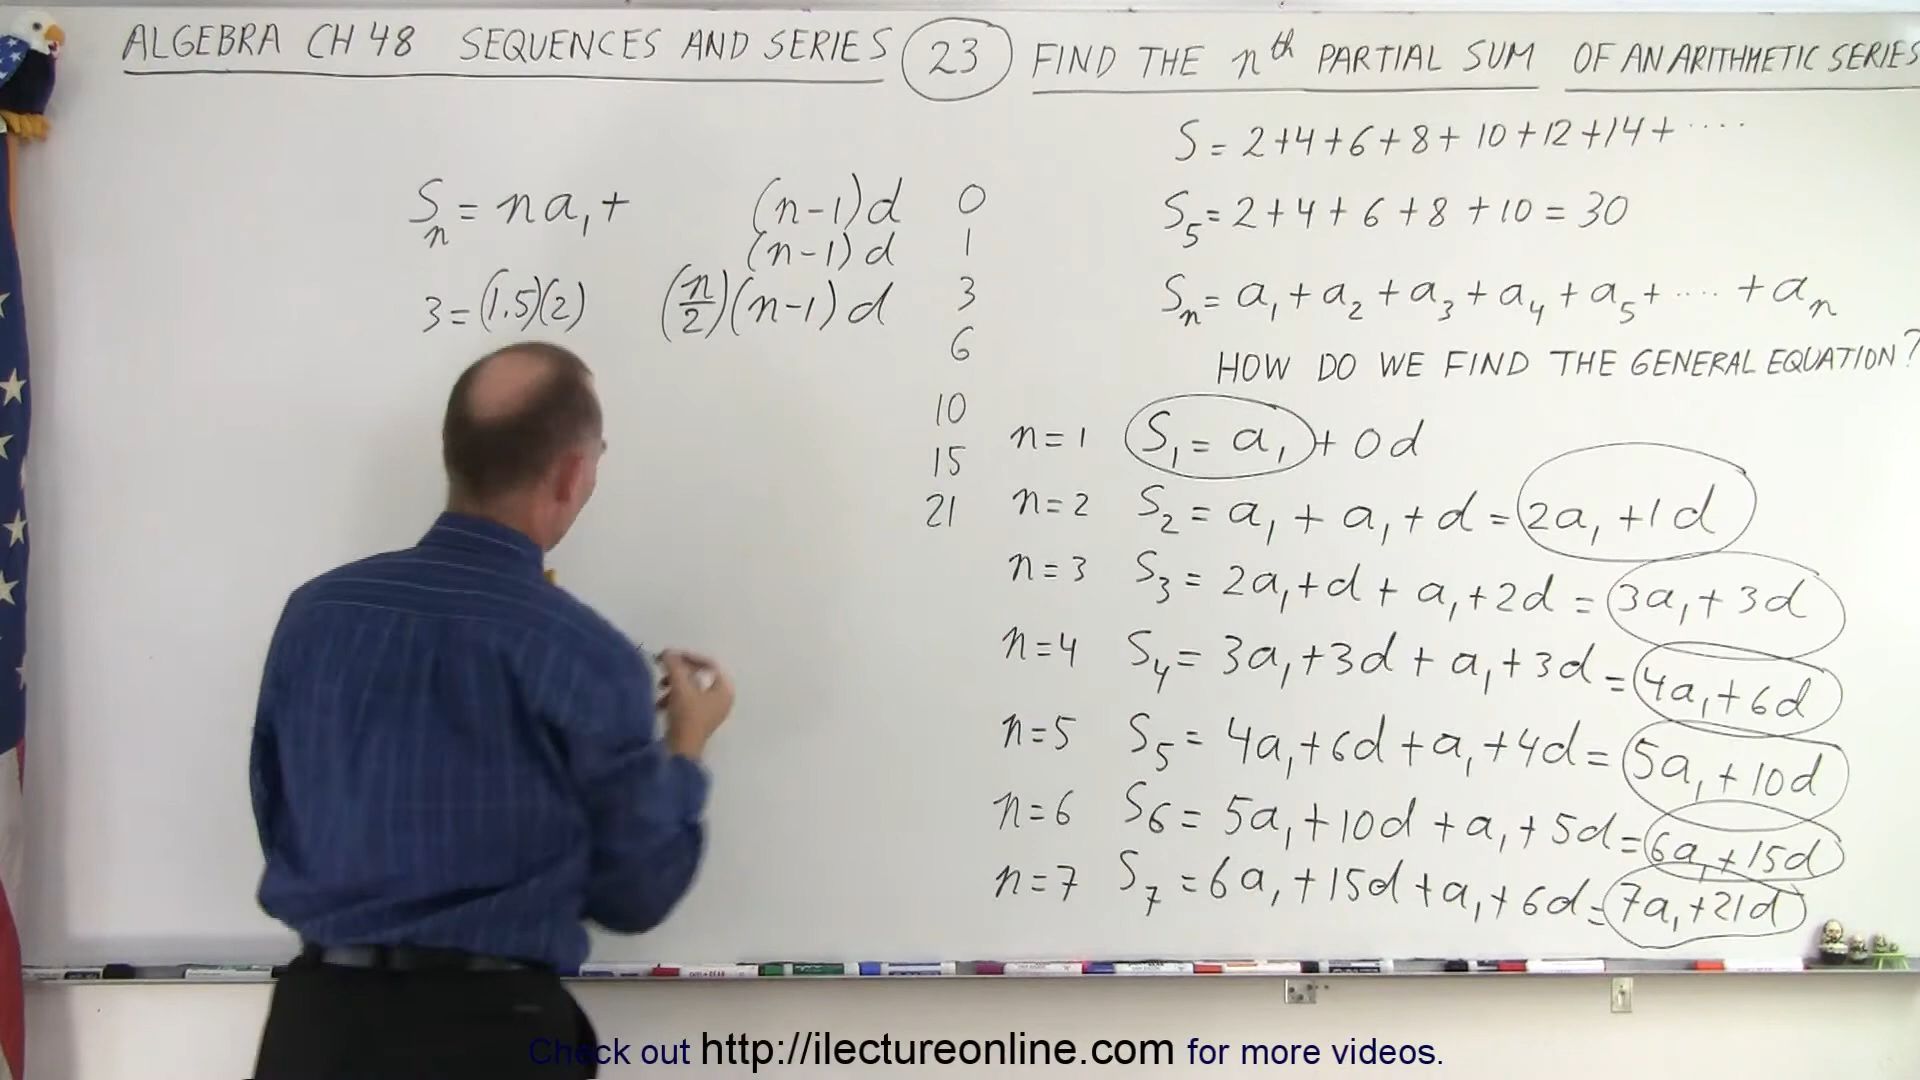 ALGEBRA CH 48 SEQUENCES AND SERIES 23 FIND THE nth PARTIAL SUM OF AN ARITHMETIC SERIES
S = 2+4+6+8+10+12+14+ ....
S5 = 2+4+6+8+10 = 30
Sn = a1 + a2 + a3 + a4 + a5 + .... + an
HOW DO WE FIND THE GENERAL EQUATION?
Sn = na1 + (n-1)d 0
(n-1)d 1
3 = (1.5)(2) (n/2)(n-1)d 3
6
10
15
21
n=1 S1 = a1 + 0d
n=2 S2 = a1 + a1 + d = 2a1 + 1d
n=3 S3 = 2a1 + d + a1 + 2d = 3a1 + 3d
n=4 S4 = 3a1 + 3d + a1 + 3d = 4a1 + 6d
n=5 S5 = 4a1 + 6d + a1 + 4d = 5a1 + 10d
n=6 S6 = 5a1 + 10d + a1 + 5d = 6a1 + 15d
n=7 S7 = 6a1 + 15d + a1 + 6d = 7a1 + 21d
Check out http://ilectureonline.com for more videos.